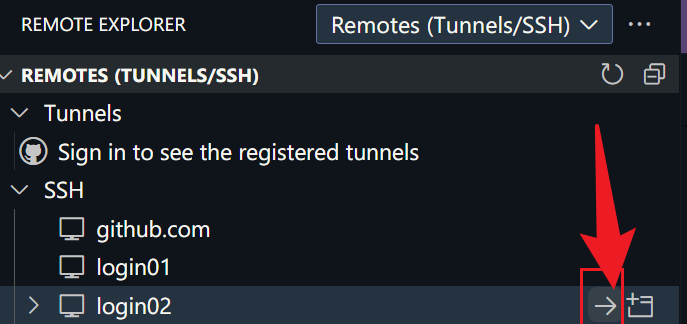 REMOTE EXPLORER Remotes (Tunnels/SSH)
REMOTES (TUNNELS/SSH)
Tunnels
Sign in to see the registered tunnels
SSH
github.com
login01
login02